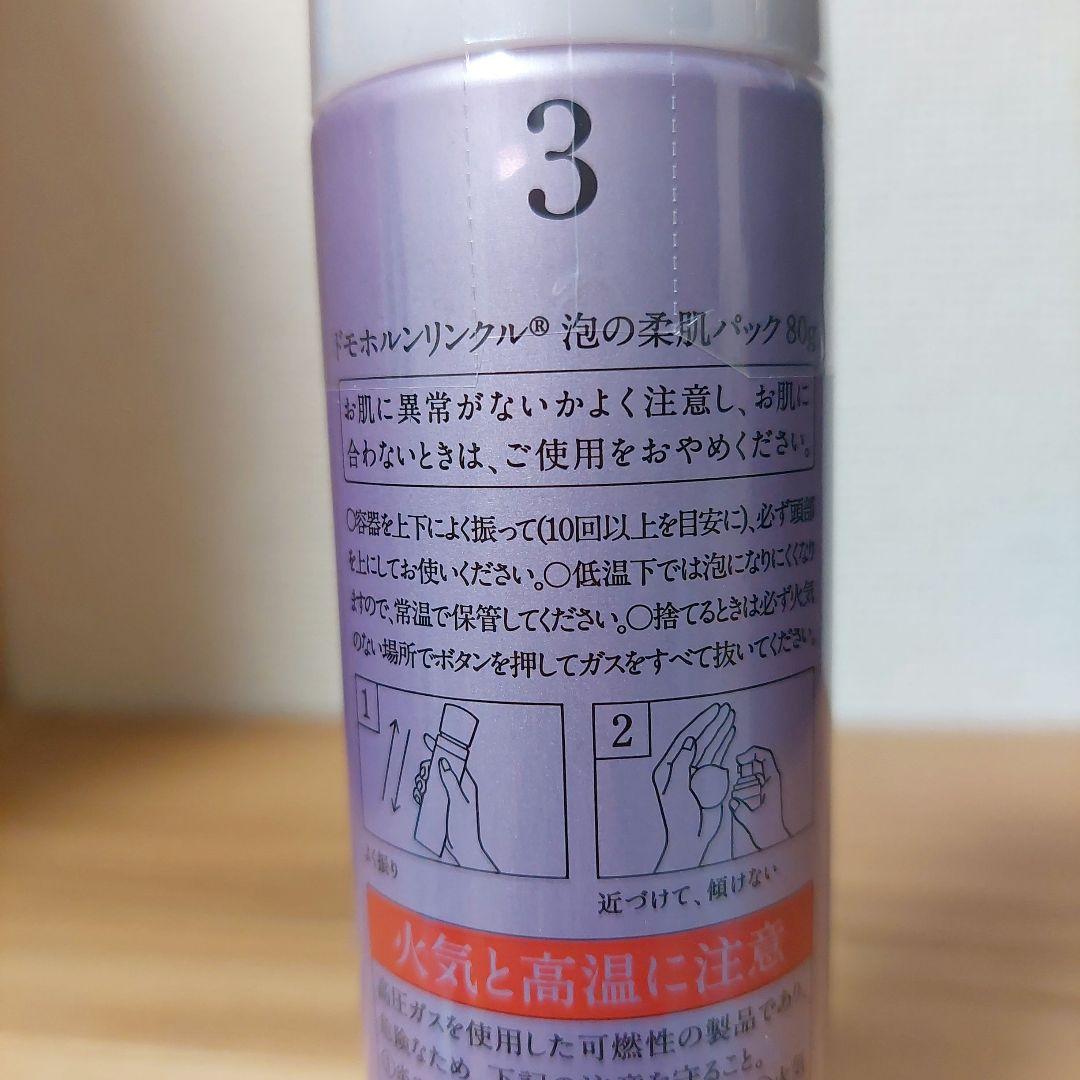 3
ドモホルンリンクル® 泡の柔肌パック 80g
お肌に異常がないかよく注意し、お肌に
合わないときは、ご使用をおやめください。
○容器を上下によく振って(10回以上を目安に)、必ず頭部
を上にしてお使いください。○低温下では泡になりにくくなり
ますので、常温で保管してください。○捨てるときは必ず火気
のない場所でボタンを押してガスをすべて抜いてください。
1
2
よく振り
近づけて、傾けない
火気と高温に注意
高圧ガスを使用した可燃性の製品であり、
危険なため、下記の注意を守ること。